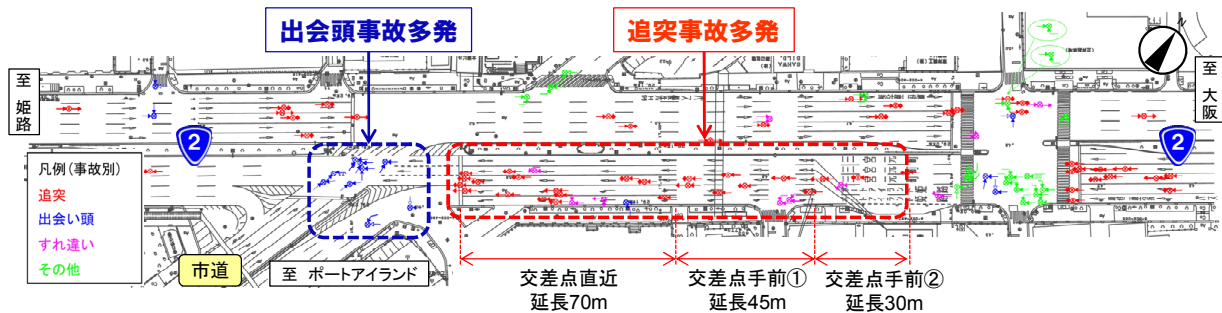 出会頭事故多発
追突事故多発
至 姫路
至 大阪
2
2
凡例(事故別)
追突
出会い頭
すれ違い
その他
市道
至 ポートアイランド
交差点直近
延長70m
交差点手前①
延長45m
交差点手前②
延長30m